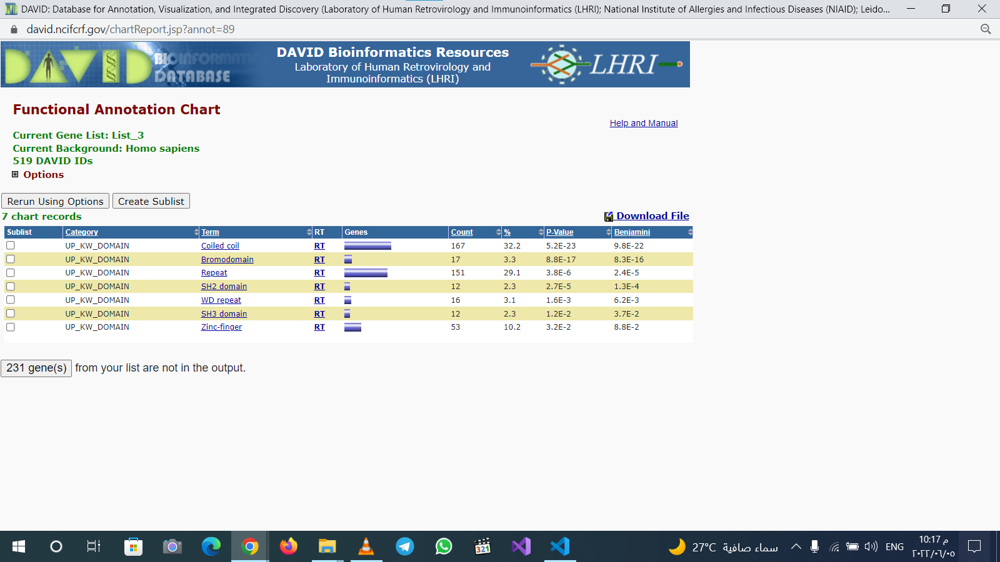 DAVID: Database for Annotation, Visualization, and Integrated Discovery (Laboratory of Human Retrovirology and Immunoinformatics (LHRI); National Institute of Allergies and Infectious Diseases (NIAID); Leido...
david.ncifcrf.gov/chartReport.jsp?annot=89
DAVID BIOINFORMATICS DATABASE
DAVID Bioinformatics Resources
Laboratory of Human Retrovirology and
Immunoinformatics (LHRI)
LHRI
Functional Annotation Chart
Help and Manual
Current Gene List: List_3
Current Background: Homo sapiens
519 DAVID IDs
Options
Rerun Using Options Create Sublist
7 chart records Download File
Sublist Category Term RT Genes Count % P-Value Benjamini
UP_KW_DOMAIN Coiled coil RT 167 32.2 5.2E-23 9.8E-22
UP_KW_DOMAIN Bromodomain RT 17 3.3 8.8E-17 8.3E-16
UP_KW_DOMAIN Repeat RT 151 29.1 3.8E-6 2.4E-5
UP_KW_DOMAIN SH2 domain RT 12 2.3 2.7E-5 1.3E-4
UP_KW_DOMAIN WD repeat RT 16 3.1 1.6E-3 6.2E-3
UP_KW_DOMAIN SH3 domain RT 12 2.3 1.2E-2 3.7E-2
UP_KW_DOMAIN Zinc-finger RT 53 10.2 3.2E-2 8.8E-2
231 gene(s) from your list are not in the output.
321
27°C سماء صافية ENG
10:17 م
٢٠٢٢/٠٦/٠٥